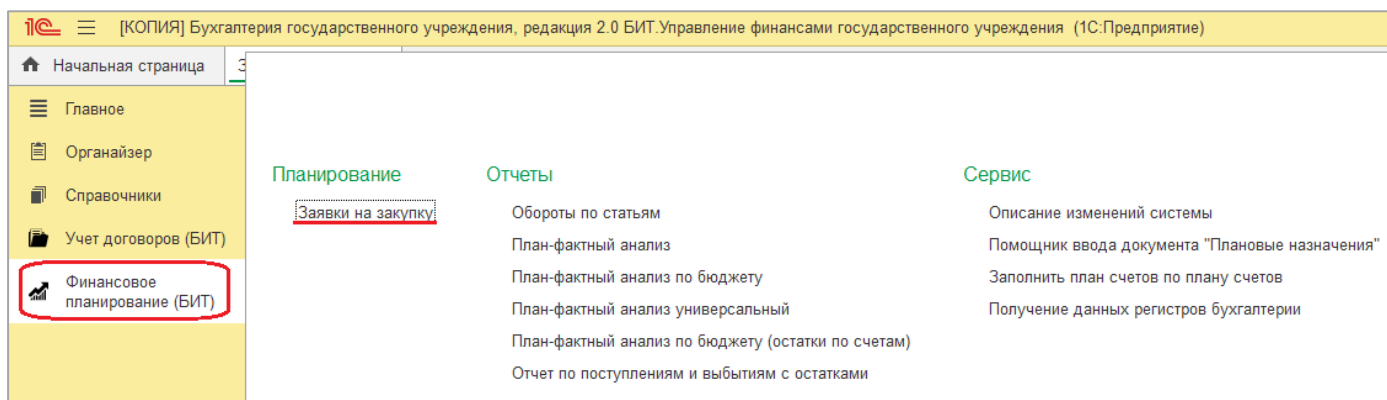 1С [КОПИЯ] Бухгалтерия государственного учреждения, редакция 2.0 БИТ.Управление финансами государственного учреждения (1С:Предприятие)
Начальная страница З
Главное
Органайзер
Справочники
Учет договоров (БИТ)
Финансовое
планирование (БИТ)
Планирование
Заявки на закупку
Отчеты
Обороты по статьям
План-фактный анализ
План-фактный анализ по бюджету
План-фактный анализ универсальный
План-фактный анализ по бюджету (остатки по счетам)
Отчет по поступлениям и выбытиям с остатками
Сервис
Описание изменений системы
Помощник ввода документа "Плановые назначения"
Заполнить план счетов по плану счетов
Получение данных регистров бухгалтерии